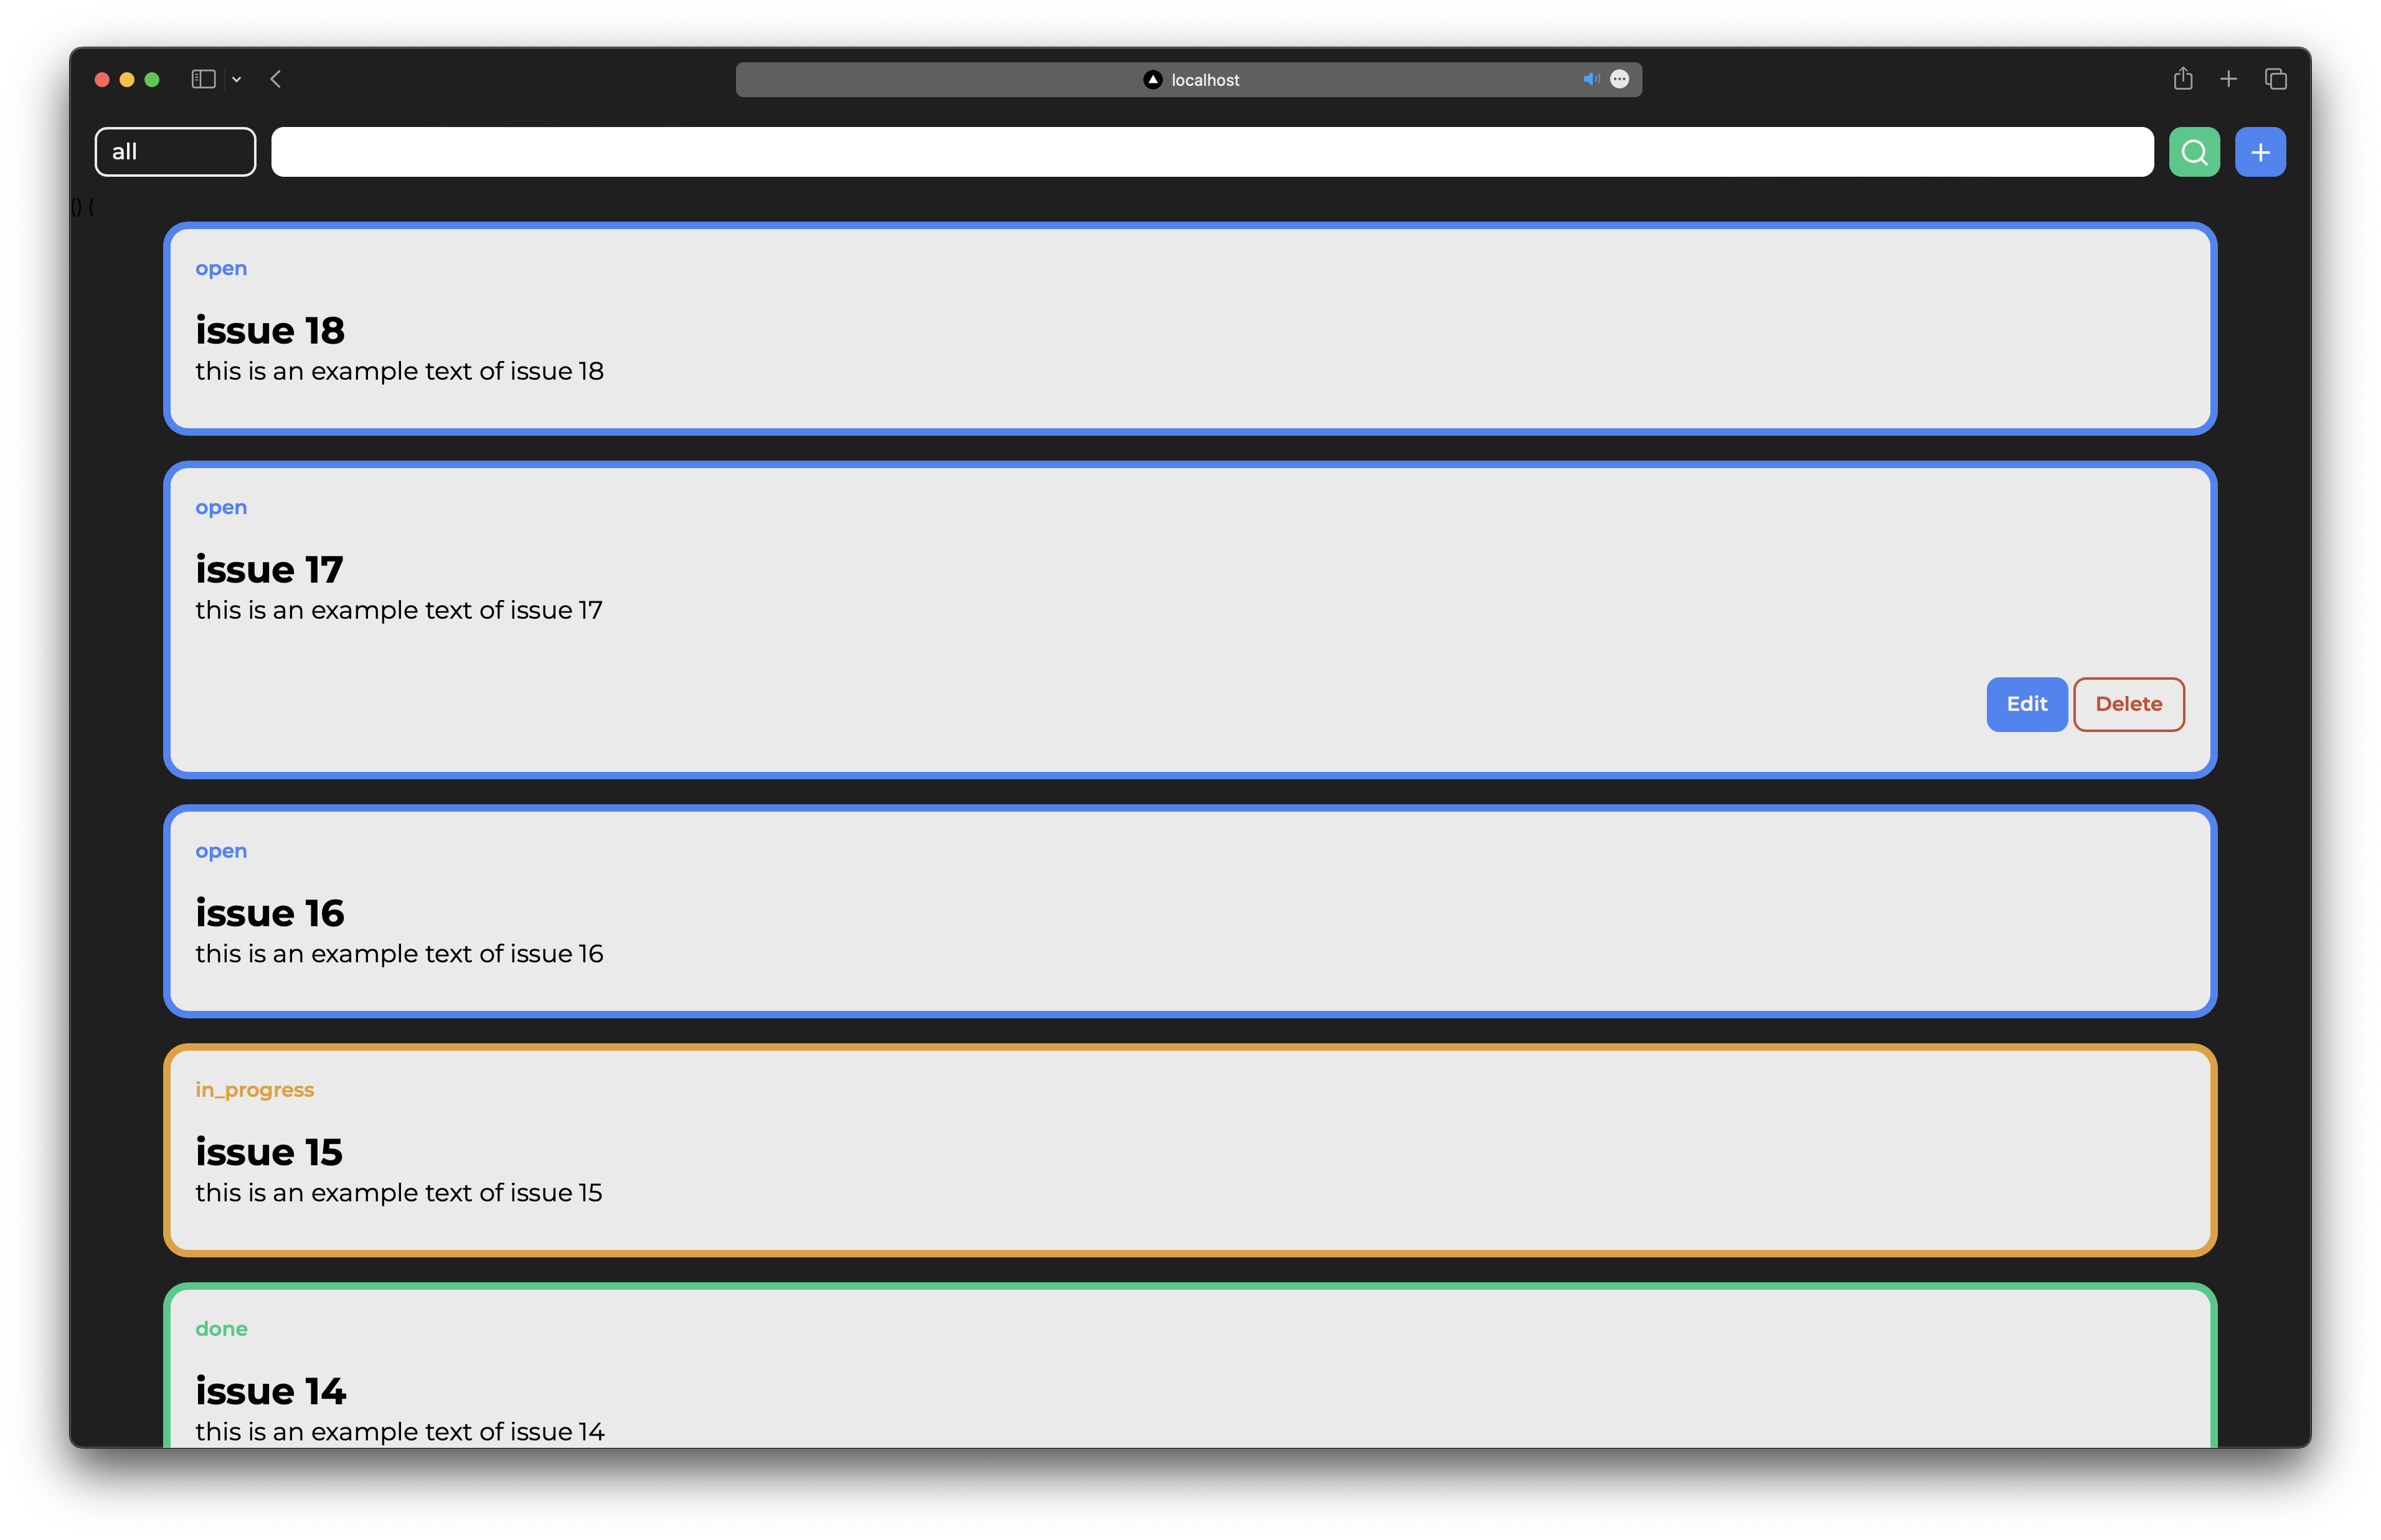 localhost
all
() (
open
issue 18
this is an example text of issue 18
open
issue 17
this is an example text of issue 17
Edit Delete
open
issue 16
this is an example text of issue 16
in_progress
issue 15
this is an example text of issue 15
done
issue 14
this is an example text of issue 14